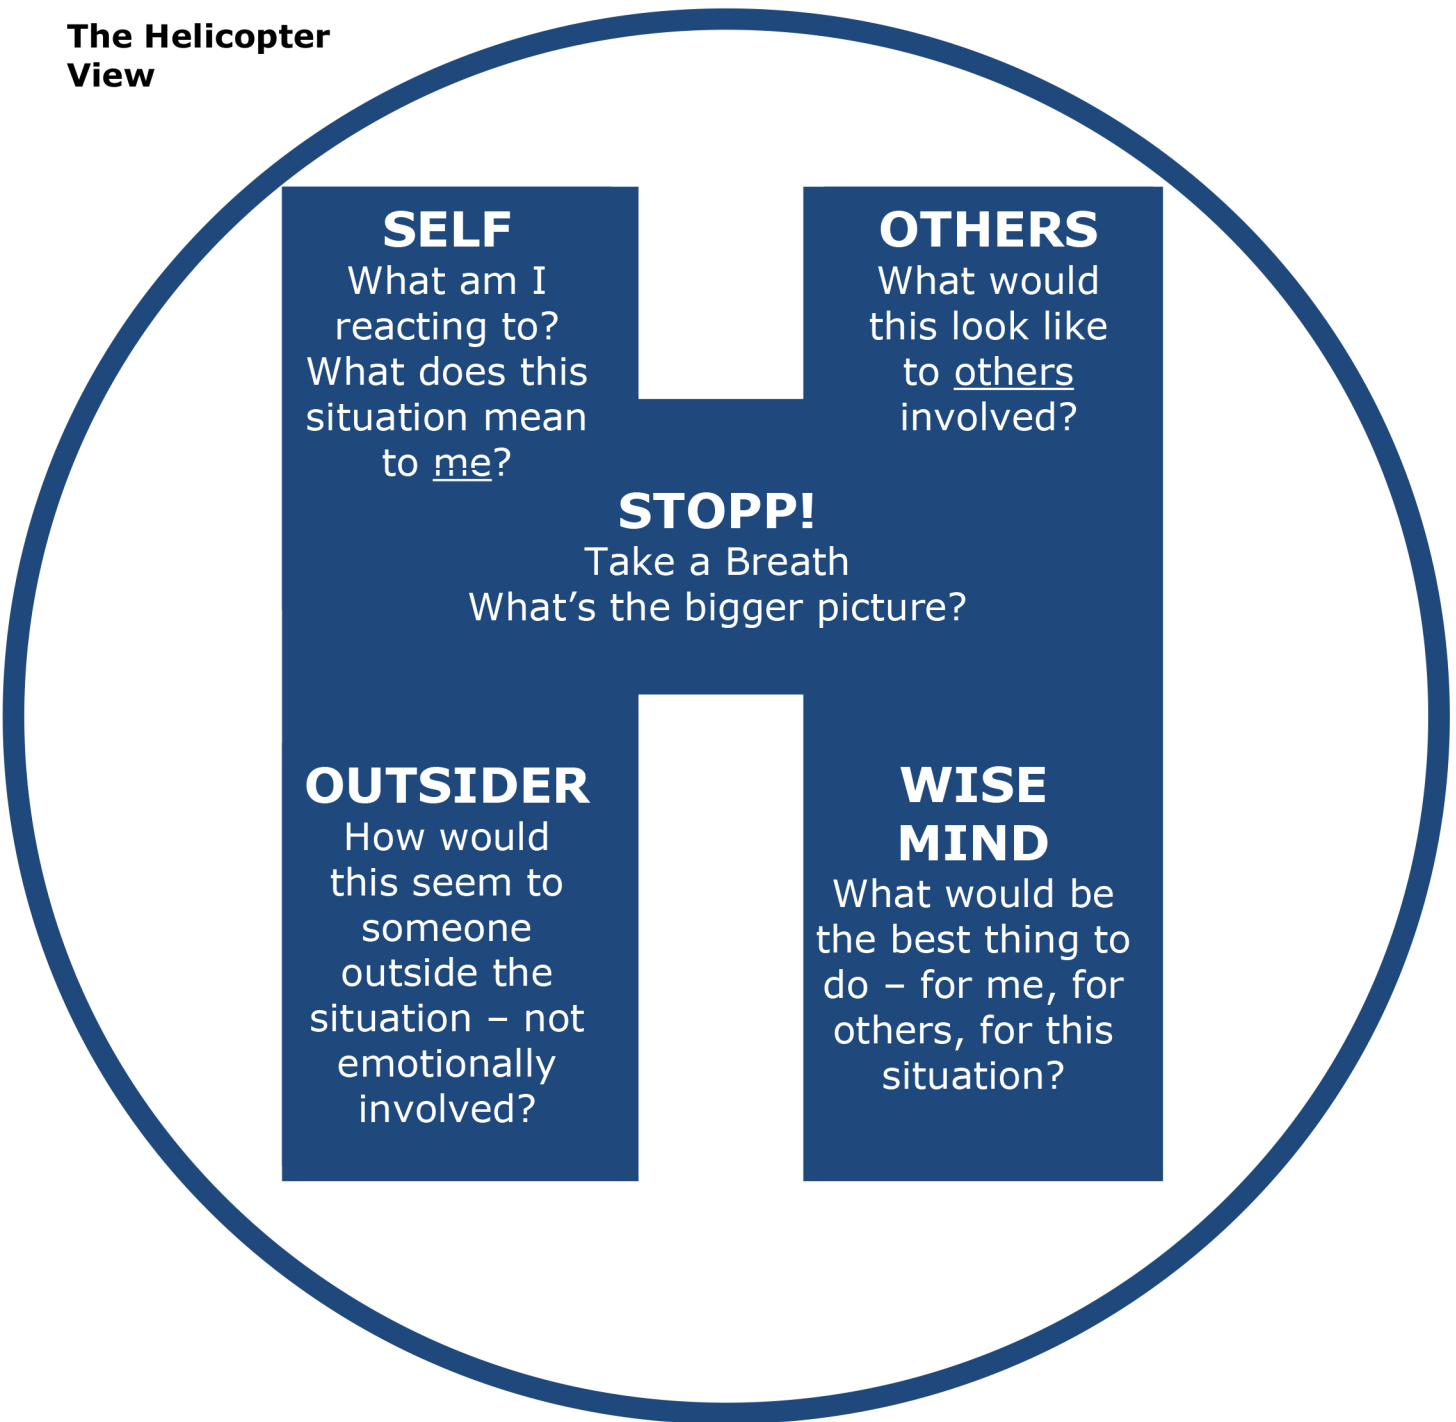 The Helicopter
View
SELF
What am I
reacting to?
What does this
situation mean
to me?
OTHERS
What would
this look like
to others
involved?
STOPP!
Take a Breath
What’s the bigger picture?
OUTSIDER
How would
this seem to
someone
outside the
situation – not
emotionally
involved?
WISE
MIND
What would be
the best thing to
do – for me, for
others, for this
situation?